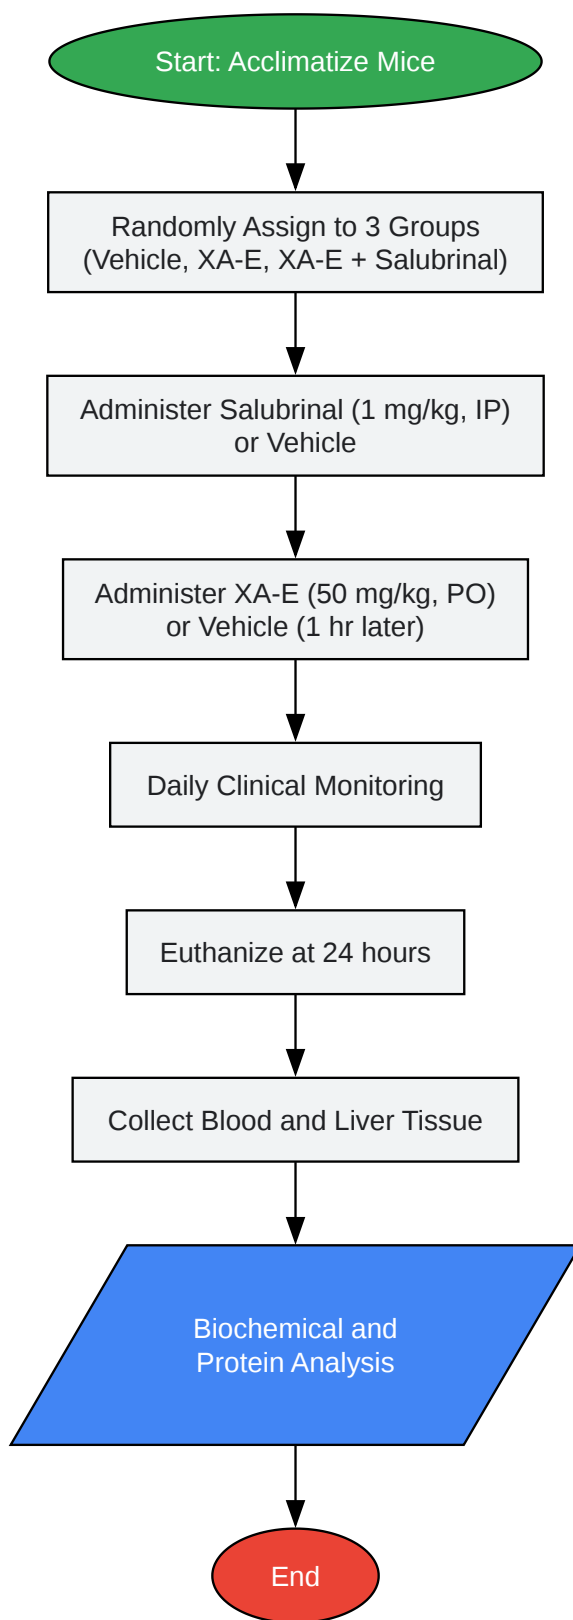 Start: Acclimatize Mice
Randomly Assign to 3 Groups
(Vehicle, XA-E, XA-E + Salubrinal)
Administer Salubrinal (1 mg/kg, IP)
or Vehicle
Administer XA-E (50 mg/kg, PO)
or Vehicle (1 hr later)
Daily Clinical Monitoring
Euthanize at 24 hours
Collect Blood and Liver Tissue
Biochemical and
Protein Analysis
End